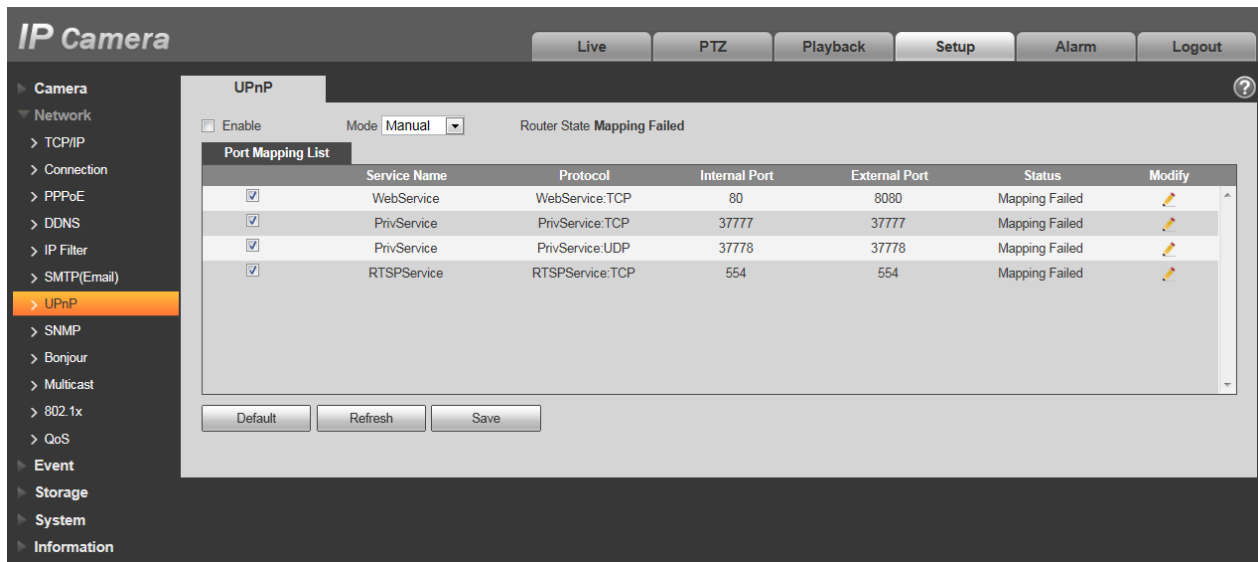 IP Camera
Live PTZ Playback Setup Alarm Logout
Camera
Network
> TCP/IP
> Connection
> PPPoE
> DDNS
> IP Filter
> SMTP(Email)
> UPnP
> SNMP
> Bonjour
> Multicast
> 802.1x
> QoS
Event
Storage
System
Information
UPnP
?
Enable Mode Manual Router State Mapping Failed
Port Mapping List
Service Name Protocol Internal Port External Port Status Modify
WebService WebService:TCP 80 8080 Mapping Failed
PrivService PrivService:TCP 37777 37777 Mapping Failed
PrivService PrivService:UDP 37778 37778 Mapping Failed
RTSPService RTSPService:TCP 554 554 Mapping Failed
Default Refresh Save